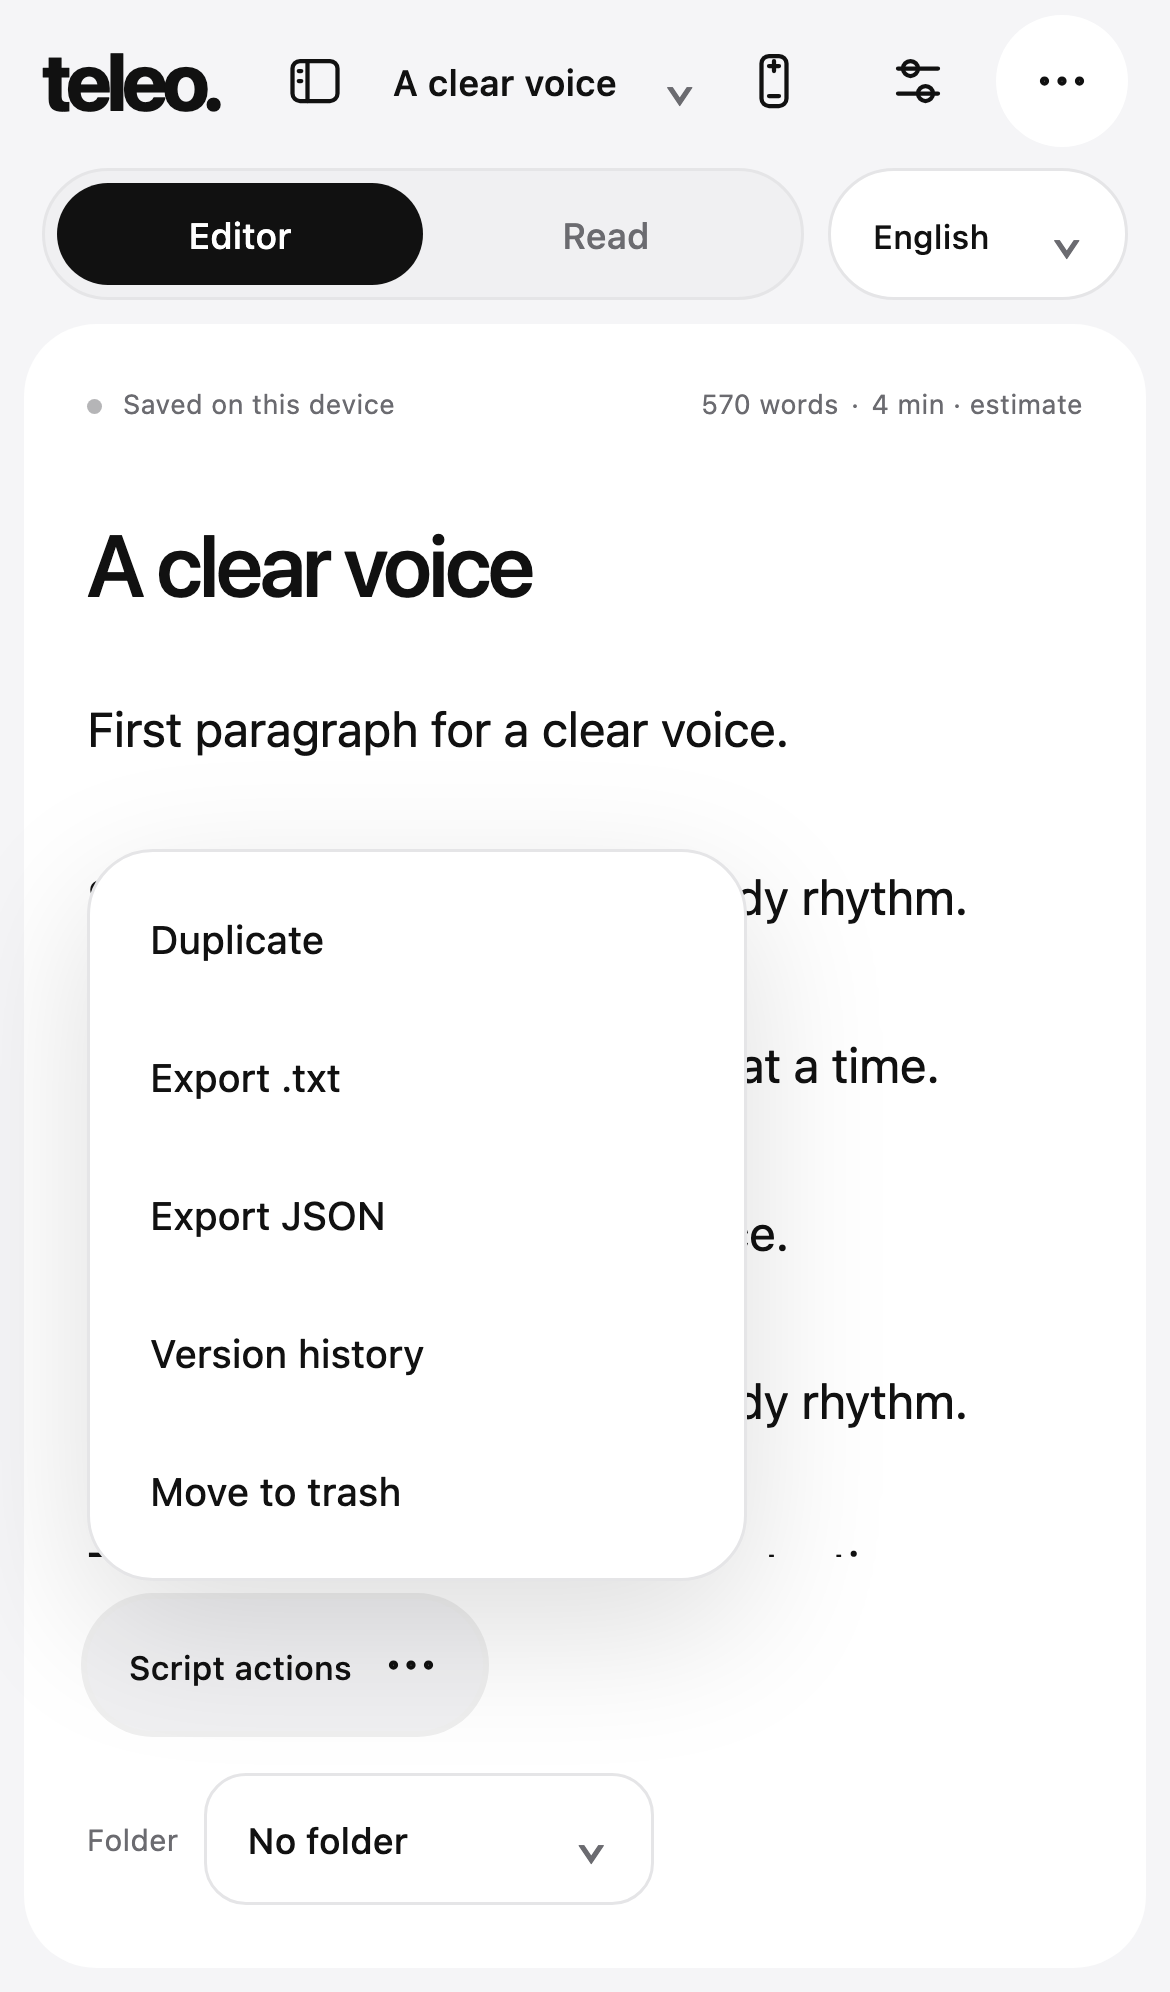 teleo.
A clear voice
Editor
Read
English
Saved on this device
570 words · 4 min · estimate
A clear voice
First paragraph for a clear voice.
rhythm.
Duplicate
at a time.
Export .txt
Export JSON
Version history
rhythm.
Move to trash
Script actions
Folder
No folder